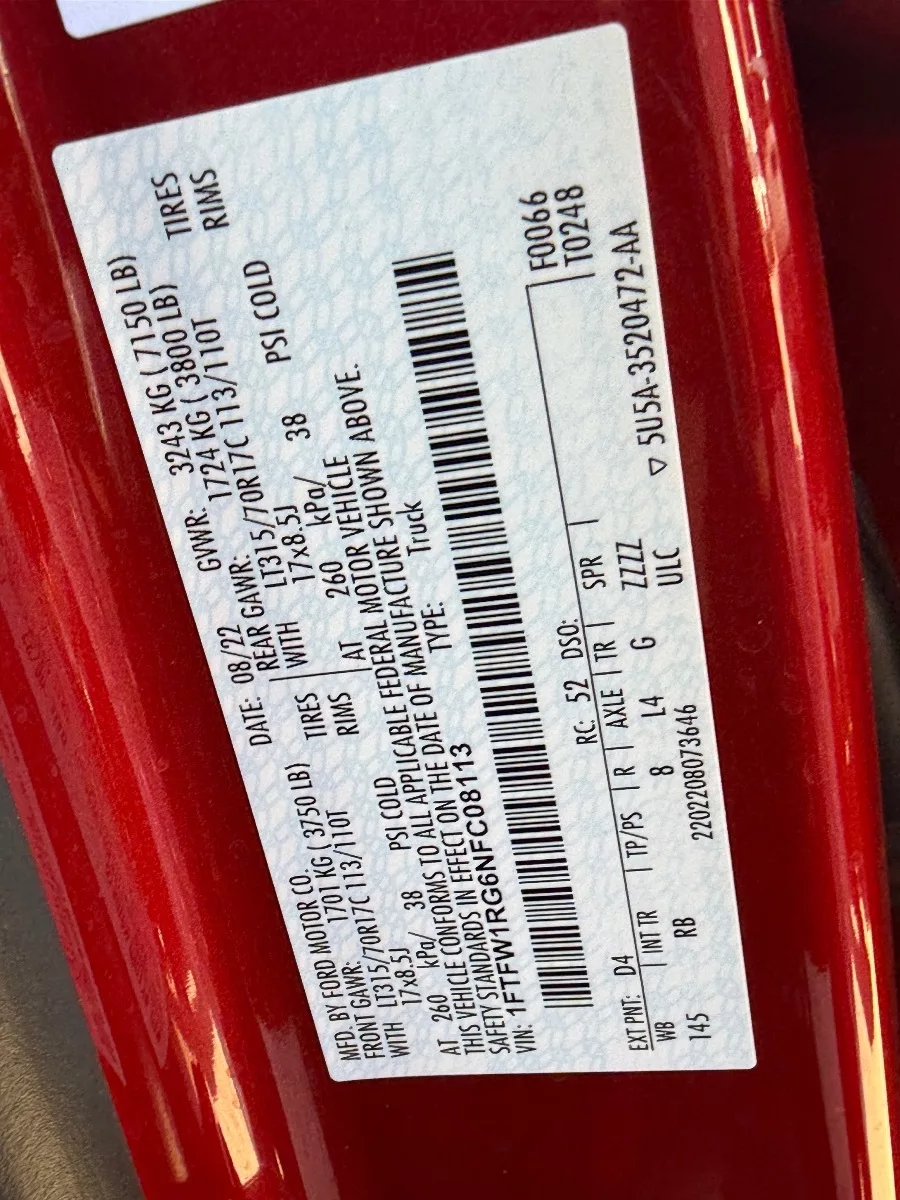 MFD. BY FORD MOTOR CO.
DATE: 08/22 GVWR: 3243 KG ( 7150 LB)
FRONT GAWR: 1701 KG ( 3750 LB) REAR GAWR: 1724 KG ( 3800 LB)
WITH LT315/70R17C 113/110T TIRES WITH LT315/70R17C 113/110T TIRES
17x8.5J RIMS 17x8.5J RIMS
AT 260 kPa/ 38 PSI COLD AT 260 kPa/ 38 PSI COLD
THIS VEHICLE CONFORMS TO ALL APPLICABLE FEDERAL MOTOR VEHICLE
SAFETY STANDARDS IN EFFECT ON THE DATE OF MANUFACTURE SHOWN ABOVE.
VIN: 1FTFW1RG6NFC08113 TYPE: Truck
F0066
T0248
EXT PNT: D4 RC: 52 DSO:
WB INT TR TP/PS R AXLE TR SPR
145 RB 8 L4 G ZZZZ
2202208073646 ULC ▽ 5U5A-3520472-AA